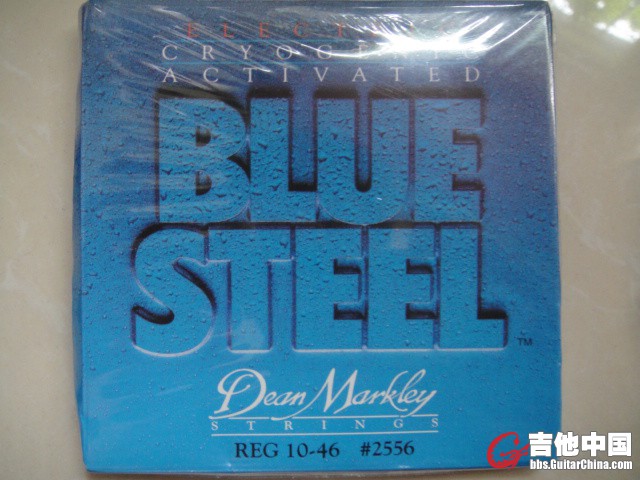 ELECTRIC
CRYOGENIC
ACTIVATED
BLUE
STEEL
TM
Dean Markley
STRINGS
REG 10-46 #2556
吉他中国
bbs.GuitarChina.com